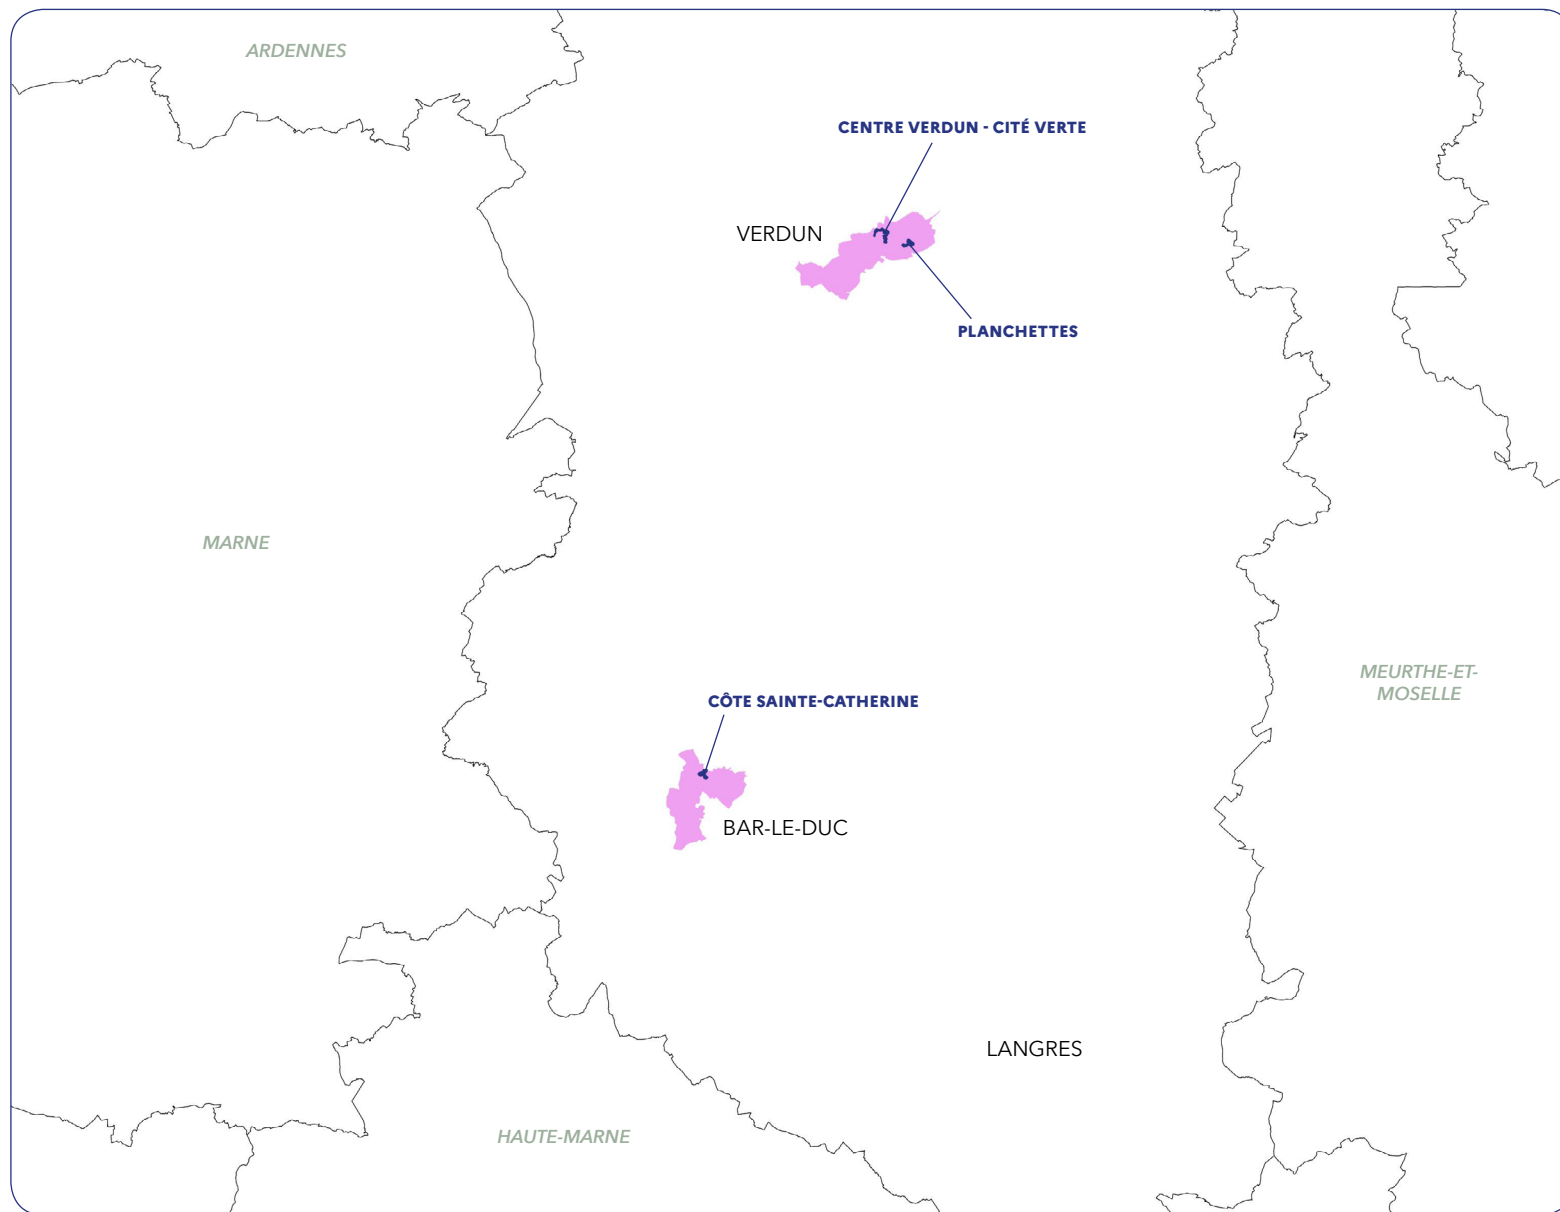 ARDENNES
CENTRE VERDUN - CITÉ VERTE
VERDUN
PLANCHETTES
MARNE
MEURTHE-ET-
MOSELLE
CÔTE SAINTE-CATHERINE
BAR-LE-DUC
LANGRES
HAUTE-MARNE